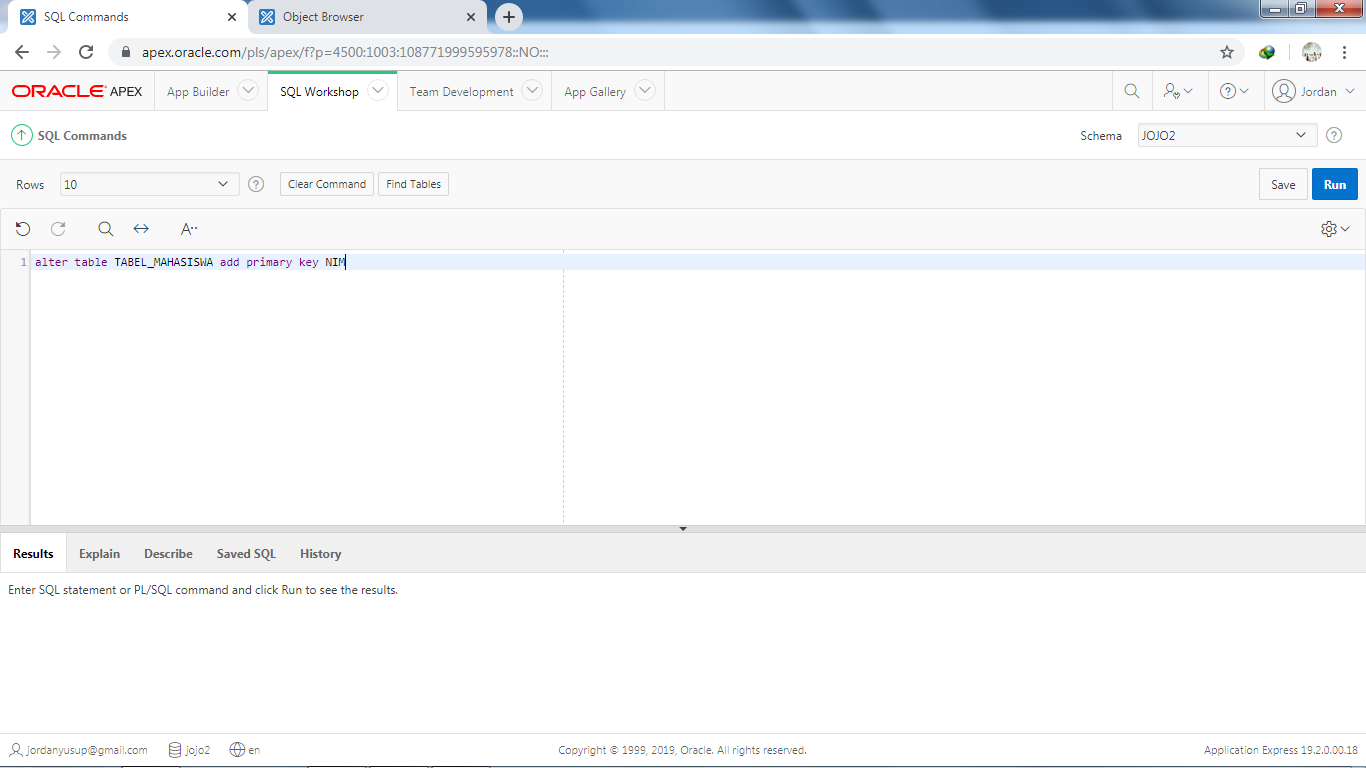 SQL Commands
Object Browser
apex.oracle.com/pls/apex/f?p=4500:1003:108771999595978::NO:::
ORACLE APEX App Builder SQL Workshop Team Development App Gallery Jordan
SQL Commands Schema JOJO2
Rows 10 Clear Command Find Tables Save Run
A··
1 alter table TABEL_MAHASISWA add primary key NIM
Results Explain Describe Saved SQL History
Enter SQL statement or PL/SQL command and click Run to see the results.
jordanyusup@gmail.com jojo2 en Copyright © 1999, 2019, Oracle. All rights reserved. Application Express 19.2.0.00.18